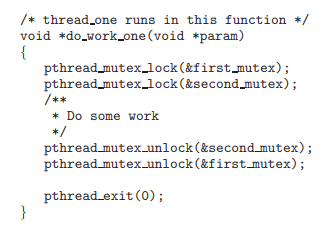 /* thread_one runs in this function */
void *do_work_one(void *param)
{
pthread_mutex_lock(&first_mutex);
pthread_mutex_lock(&second_mutex);
/**
* Do some work
*/
pthread_mutex_unlock(&second_mutex);
pthread_mutex_unlock(&first_mutex);
pthread_exit(0);
}